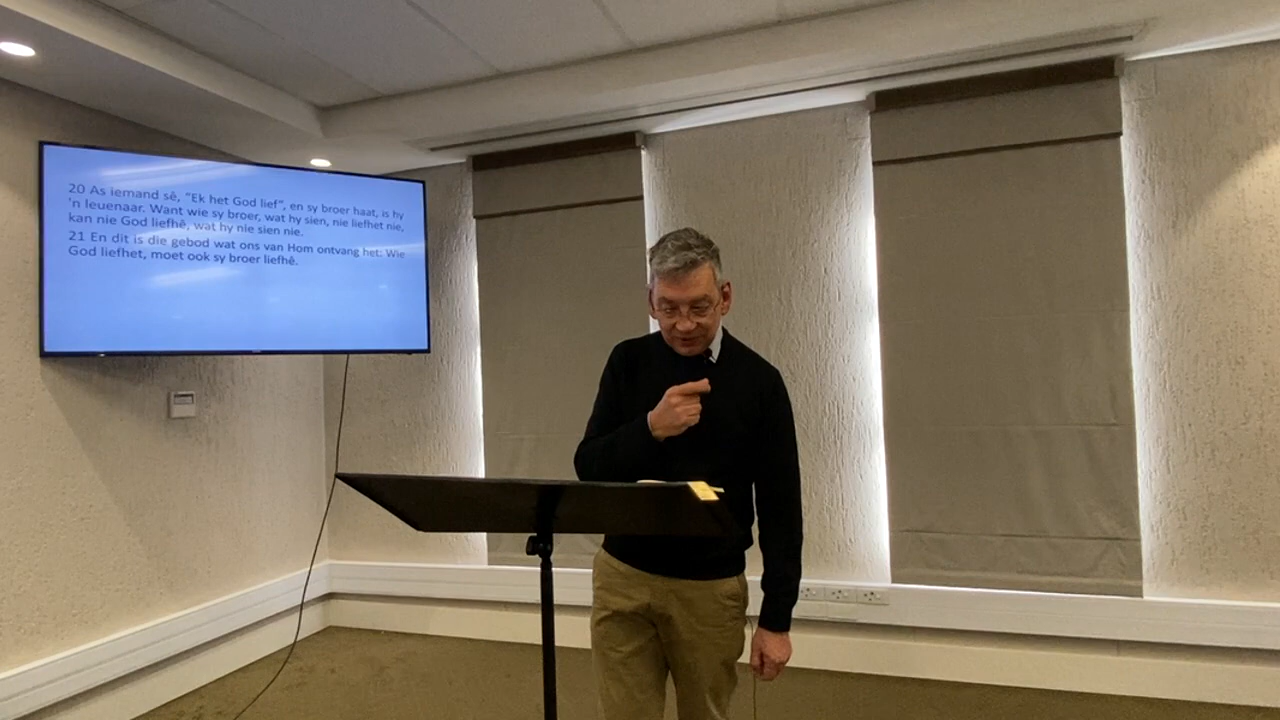 20 As iemand sê, "Ek het God lief", en sy broer haat, is hy
'n leuenaar. Want wie sy broer, wat hy sien, nie liefhet nie,
kan nie God liefhê, wat hy nie sien nie.
21 En dit is die gebod wat ons van Hom ontvang het: Wie
God liefhet, moet ook sy broer liefhê.